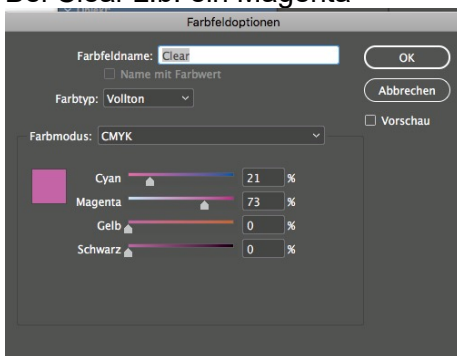 Bei Clear z.B. ein Magenta
Farbfeldoptionen
Farbfeldname: Clear
Name mit Farbwert
Farbtyp: Vollton
Farbmodus: CMYK
Cyan 21 %
Magenta 73 %
Gelb 0 %
Schwarz 0 %
OK
Abbrechen
Vorschau